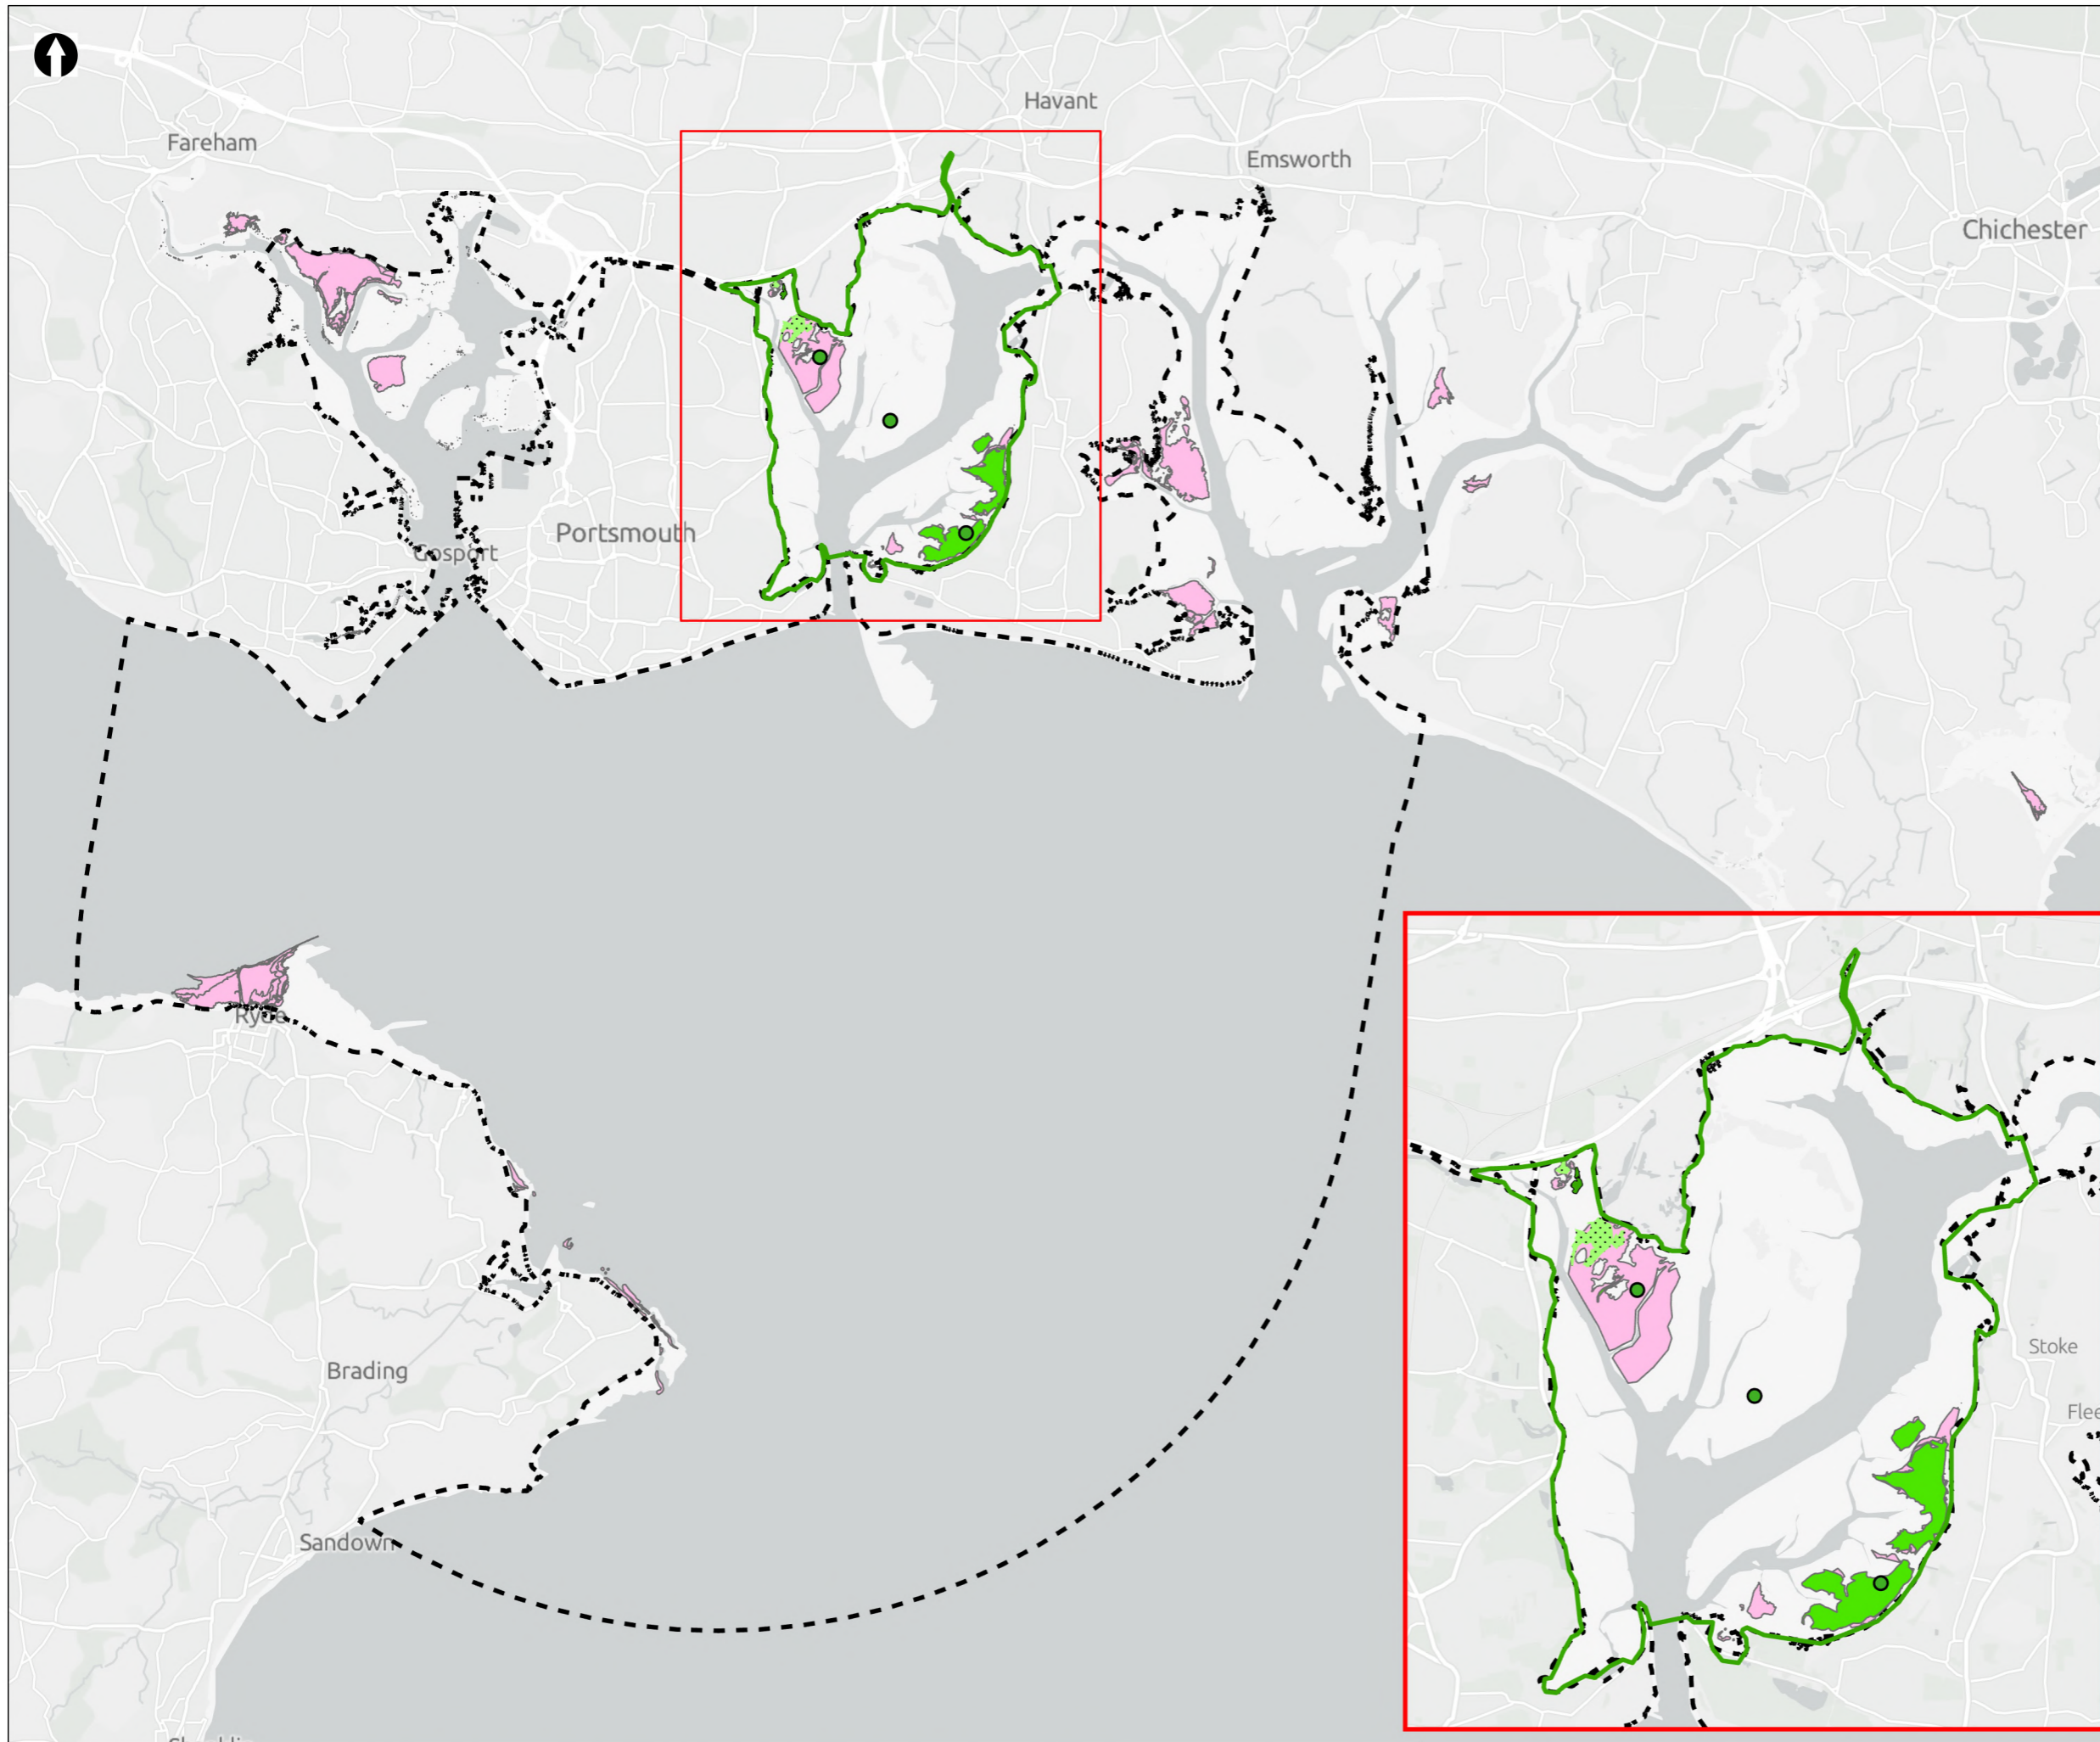 Havant
Fareham
Emsworth
Chichester
Portsmouth
Gosport
Ryde
Stoke
Brading
Sandown